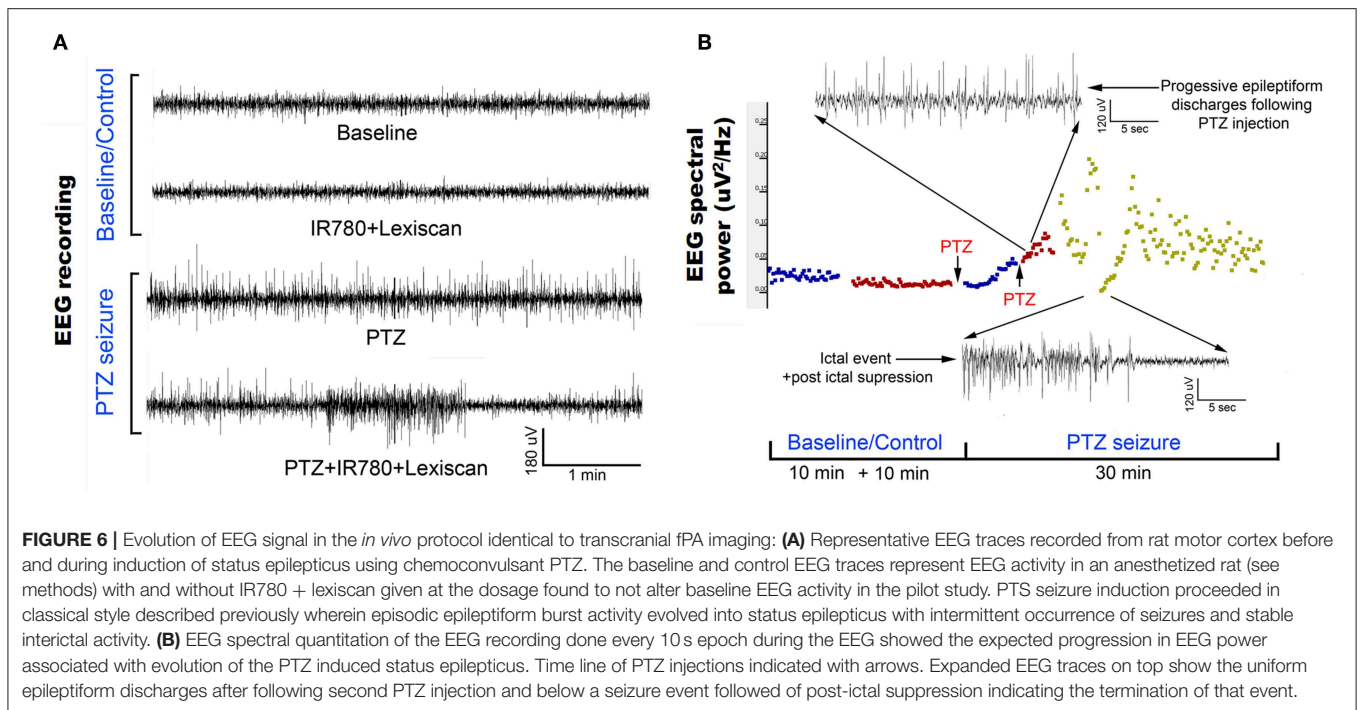 A
EEG recording
Baseline/Control
PTZ seizure
Baseline
IR780+Lexiscan
PTZ
PTZ+IR780+Lexiscan
180 uV
1 min
B
EEG spectral
power (uV²/Hz)
0.25
0.20
0.15
0.10
0.05
0.00
Progessive epileptiform
discharges following
PTZ injection
120 uV
5 sec
PTZ
PTZ
Ictal event
+post ictal supression
120 uV
5 sec
Baseline/Control
PTZ seizure
10 min + 10 min
30 min
FIGURE 6 | Evolution of EEG signal in the in vivo protocol identical to transcranial fPA imaging: (A) Representative EEG traces recorded from rat motor cortex before
and during induction of status epilepticus using chemoconvulsant PTZ. The baseline and control EEG traces represent EEG activity in an anesthetized rat (see
methods) with and without IR780 + lexiscan given at the dosage found to not alter baseline EEG activity in the pilot study. PTS seizure induction proceeded in
classical style described previously wherein episodic epileptiform burst activity evolved into status epilepticus with intermittent occurrence of seizures and stable
interictal activity. (B) EEG spectral quantitation of the EEG recording done every 10 s epoch during the EEG showed the expected progression in EEG power
associated with evolution of the PTZ induced status epilepticus. Time line of PTZ injections indicated with arrows. Expanded EEG traces on top show the uniform
epileptiform discharges after following second PTZ injection and below a seizure event followed of post-ictal suppression indicating the termination of that event.